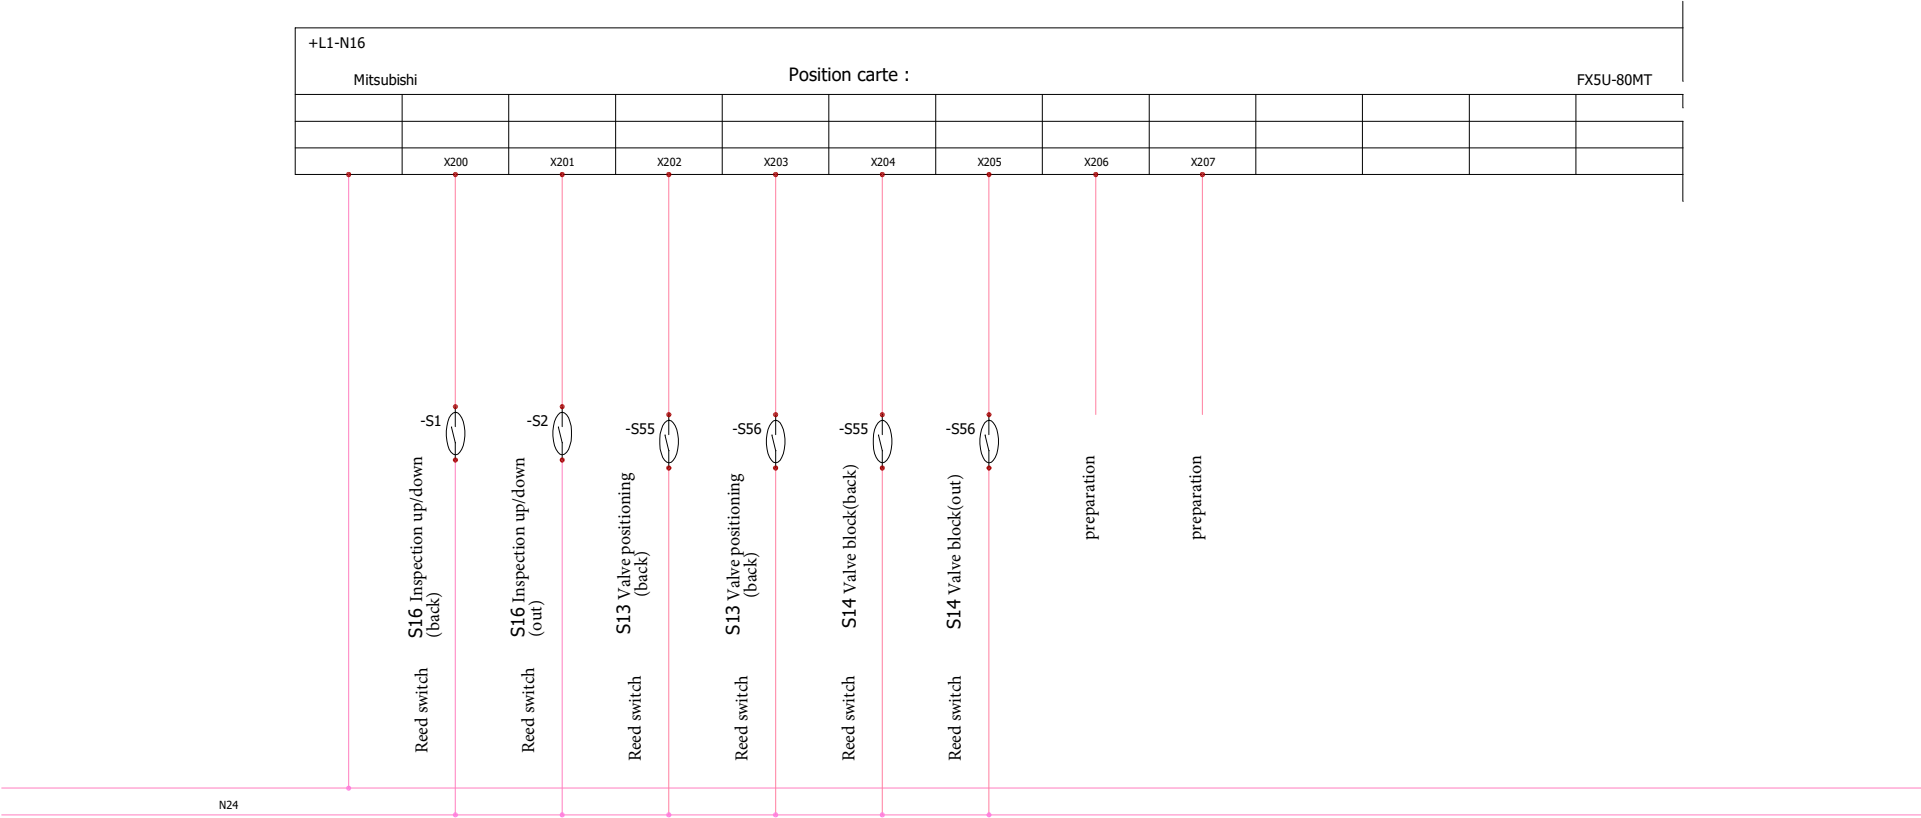 +L1-N16
Mitsubishi
Position carte :
FX5U-80MT
X200
X201
X202
X203
X204
X205
X206
X207
-S1
-S2
-S55
-S56
-S55
-S56
S16 Inspection up/down
(back)
S16 Inspection up/down
(out)
S13 Valve positioning
(back)
S13 Valve positioning
(back)
S14 Valve block(back)
S14 Valve block(out)
preparation
preparation
Reed switch
Reed switch
Reed switch
Reed switch
Reed switch
Reed switch
N24